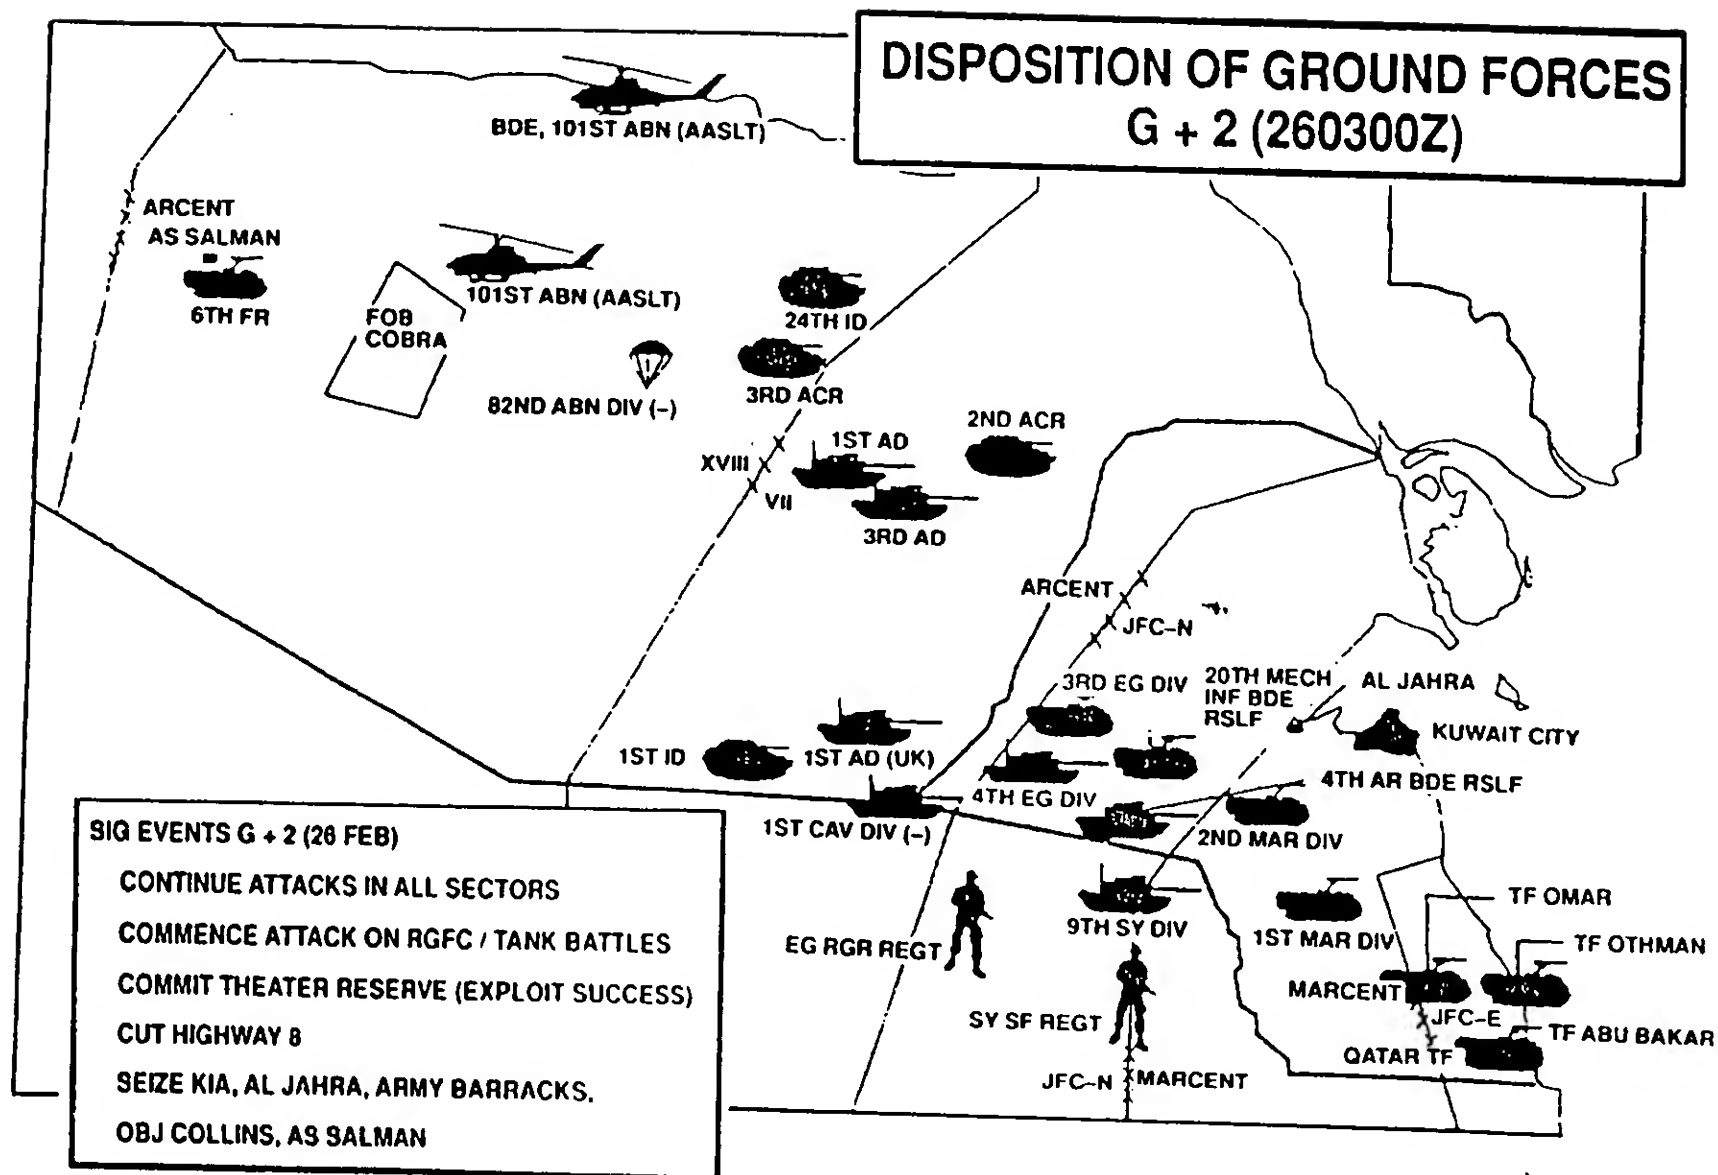 DISPOSITION OF GROUND FORCES
G + 2 (260300Z)
BDE, 101ST ABN (AASLT)
ARCENT
AS SALMAN
6TH FR
101ST ABN (AASLT)
FOB
COBRA
24TH ID
3RD ACR
82ND ABN DIV (-)
2ND ACR
1ST AD
XVIII
VII
3RD AD
ARCENT
JFC-N
3RD EG DIV
20TH MECH
INF BDE
RSLF
AL JAHRA
KUWAIT CITY
1ST ID
1ST AD (UK)
4TH EG DIV
4TH AR BDE RSLF
1ST CAV DIV (-)
2ND MAR DIV
9TH SY DIV
1ST MAR DIV
TF OMAR
EG RGR REGT
TF OTHMAN
MARCENT
SY SF REGT
JFC-E
TF ABU BAKAR
QATAR TF
JFC-N
MARCENT
SIG EVENTS G + 2 (26 FEB)
CONTINUE ATTACKS IN ALL SECTORS
COMMENCE ATTACK ON RGFC / TANK BATTLES
COMMIT THEATER RESERVE (EXPLOIT SUCCESS)
CUT HIGHWAY 8
SEIZE KIA, AL JAHRA, ARMY BARRACKS.
OBJ COLLINS, AS SALMAN